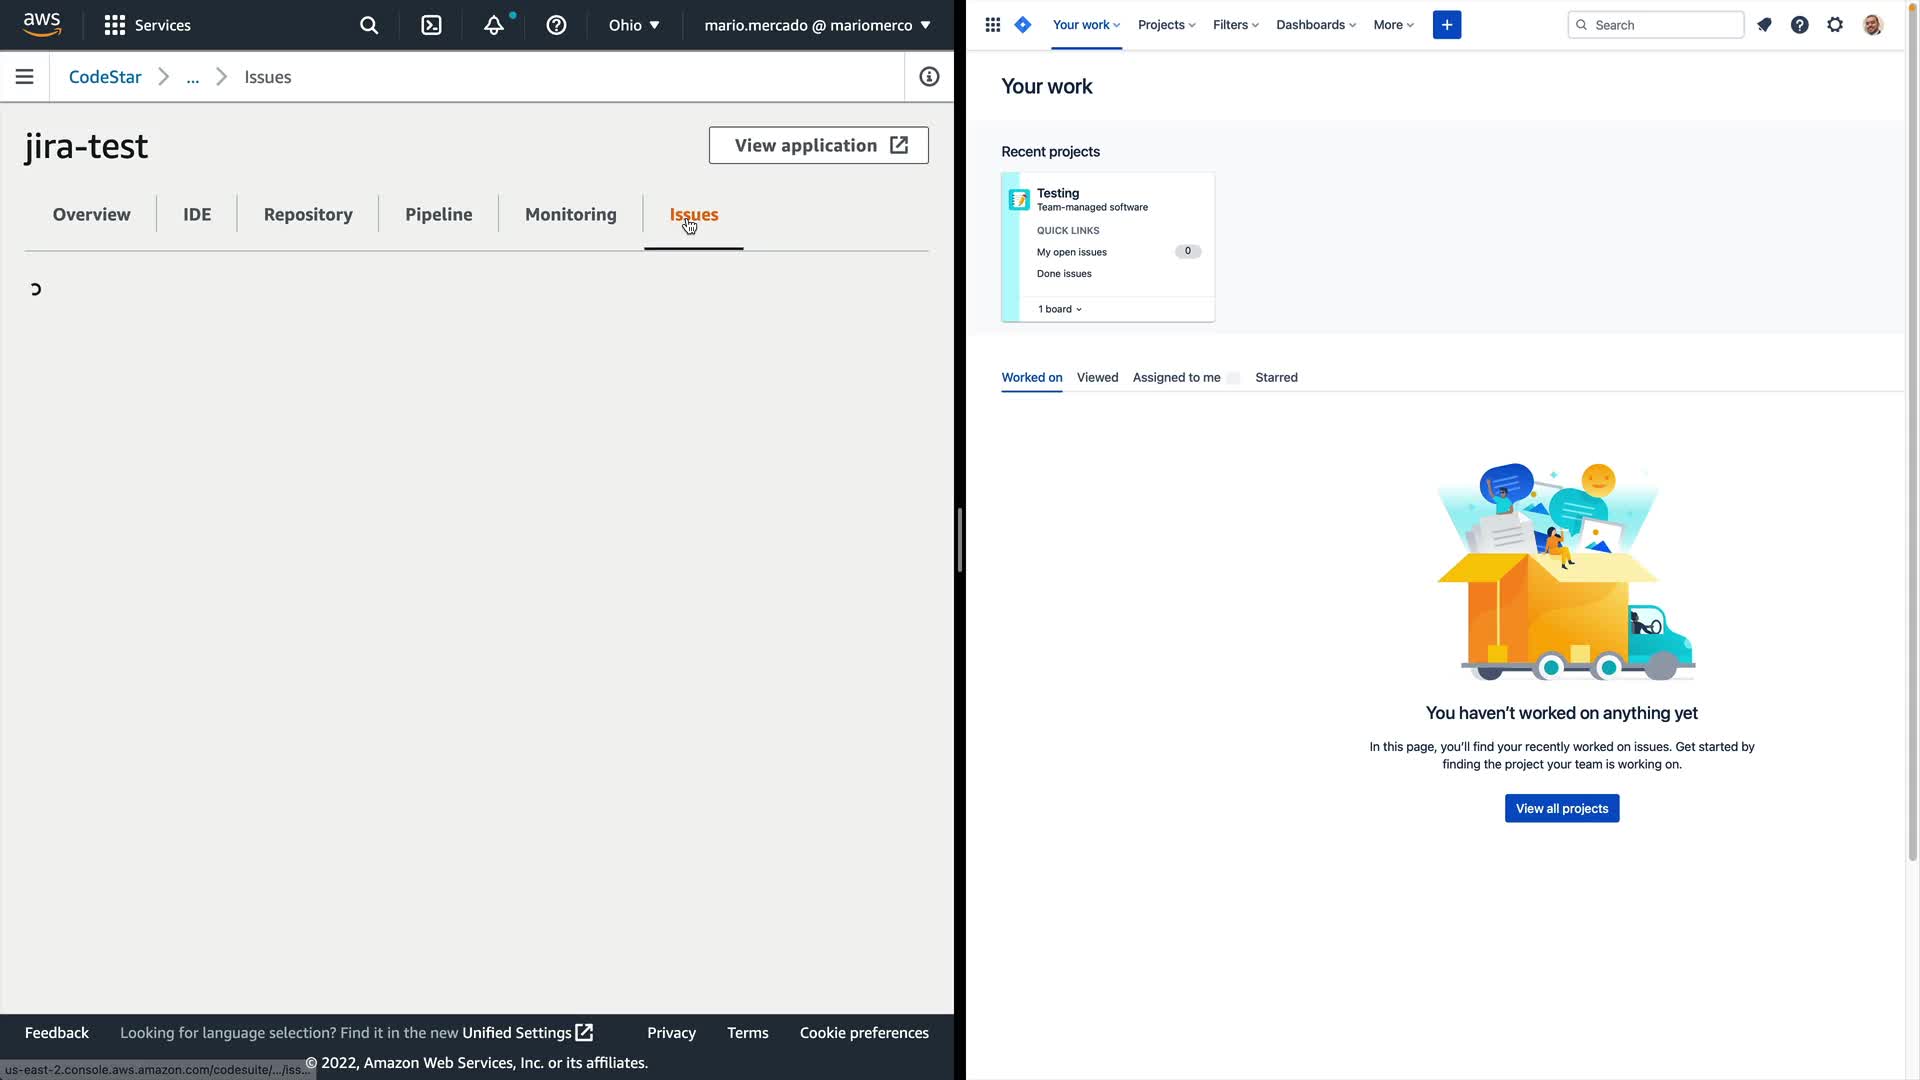 aws
Services
Ohio
mario.mercado @ mariomerco
CodeStar
...
Issues
jira-test
View application
Overview
IDE
Repository
Pipeline
Monitoring
Issues
Feedback
Looking for language selection? Find it in the new Unified Settings
Privacy
Terms
Cookie preferences
© 2022, Amazon Web Services, Inc. or its affiliates.
us-east-2.console.aws.amazon.com/codesuite/.../iss...
Your work
Projects
Filters
Dashboards
More
Search
Your work
Recent projects
Testing
Team-managed software
QUICK LINKS
My open issues
0
Done issues
1 board
Worked on
Viewed
Assigned to me
Starred
You haven't worked on anything yet
In this page, you'll find your recently worked on issues. Get started by
finding the project your team is working on.
View all projects